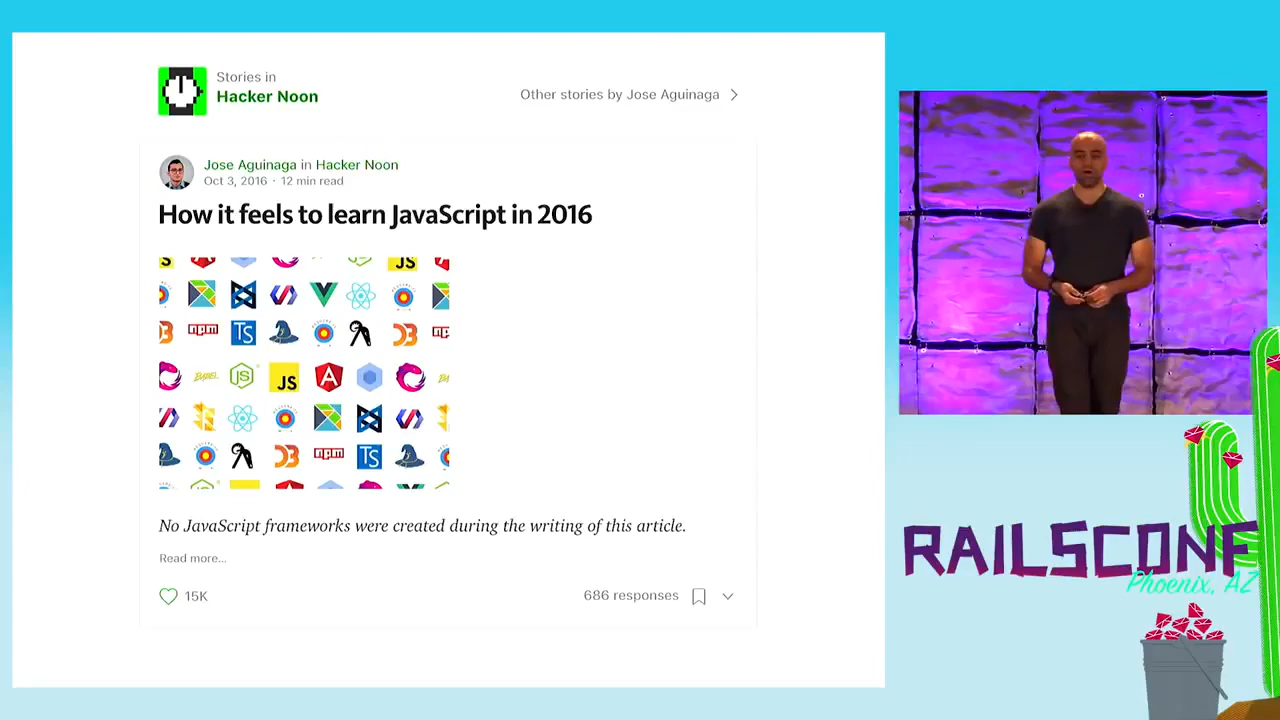 Stories in
Hacker Noon
Other stories by Jose Aguinaga
Jose Aguinaga in Hacker Noon
Oct 3, 2016 · 12 min read
How it feels to learn JavaScript in 2016
JS
npm
TS
D3
BABEL
JS
JS
D3
npm
TS
No JavaScript frameworks were created during the writing of this article.
Read more...
15K
686 responses
RAILSCONF
Phoenix, AZ